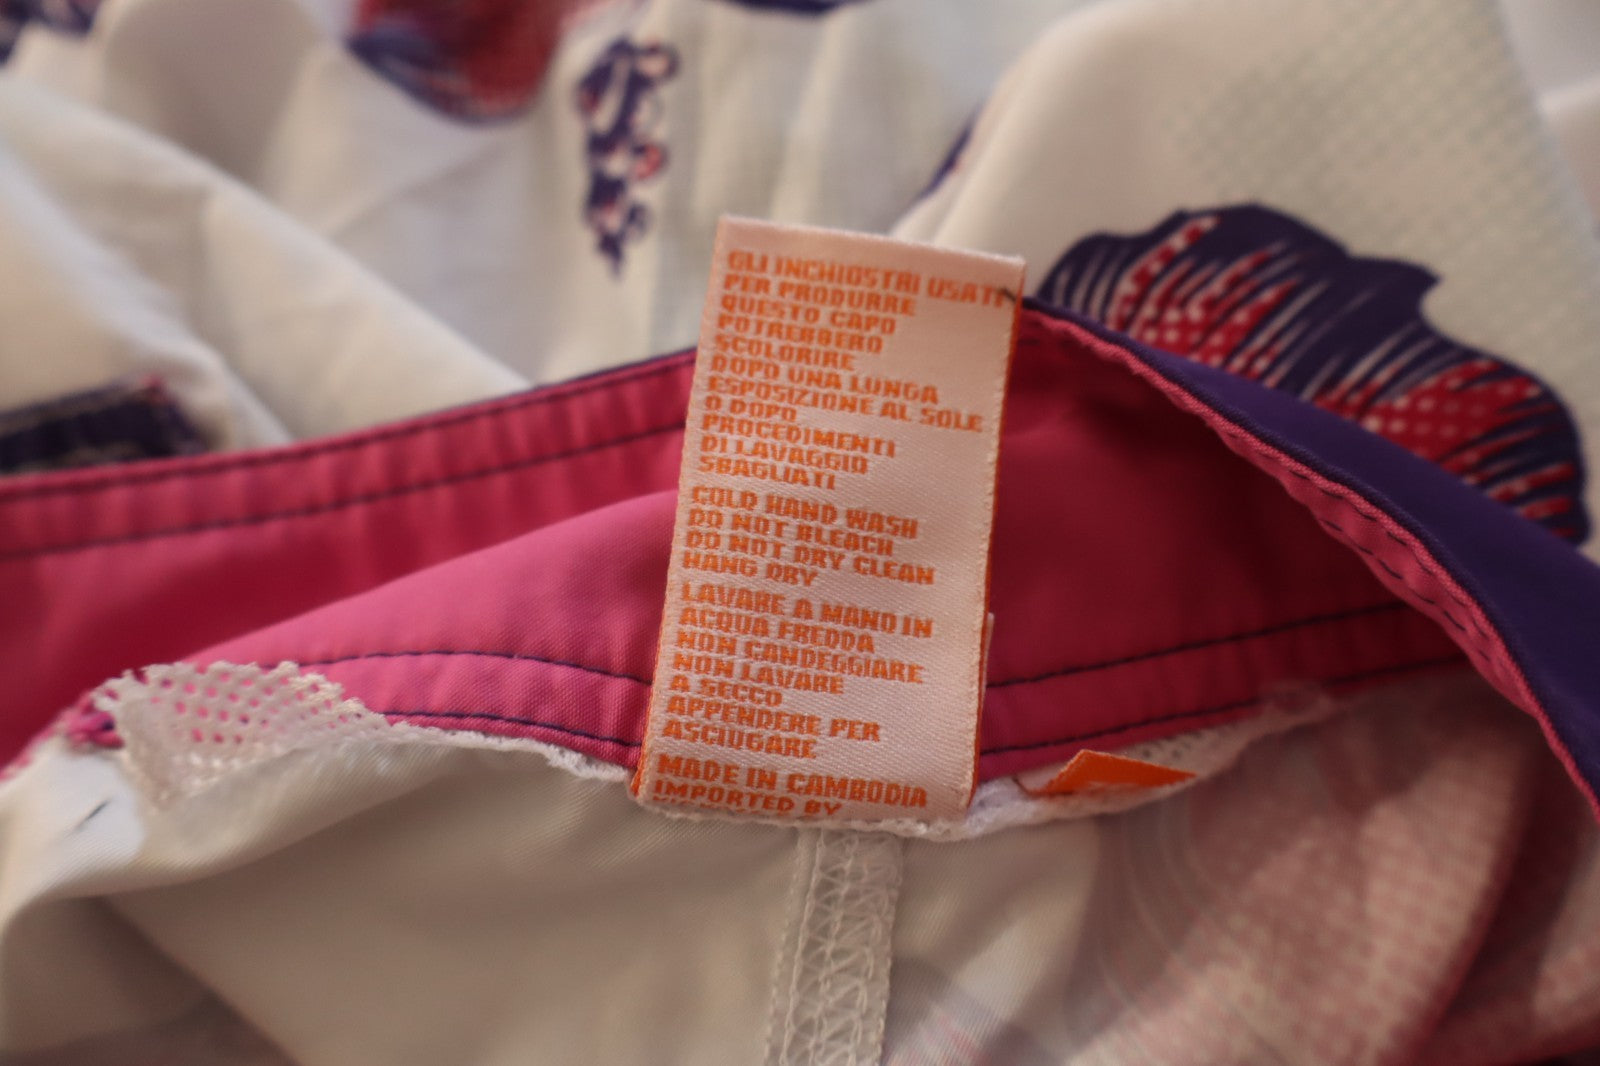 GLI INCHIOSTRI USATI
PER PRODURRE
QUESTO CAPO
POTREBBERO
SCOLORIRE
DOPO UNA LUNGA
ESPOSIZIONE AL SOLE
O DOPO
PROCEDIMENTI
DI LAVAGGIO
SBAGLIATI
COLD HAND WASH
DO NOT BLEACH
DO NOT DRY CLEAN
HANG DRY
LAVARE A MANO IN
ACQUA FREDDA
NON CANDEGGIARE
NON LAVARE
A SECCO
APPENDERE PER
ASCIUGARE
MADE IN CAMBODIA
IMPORTED BY